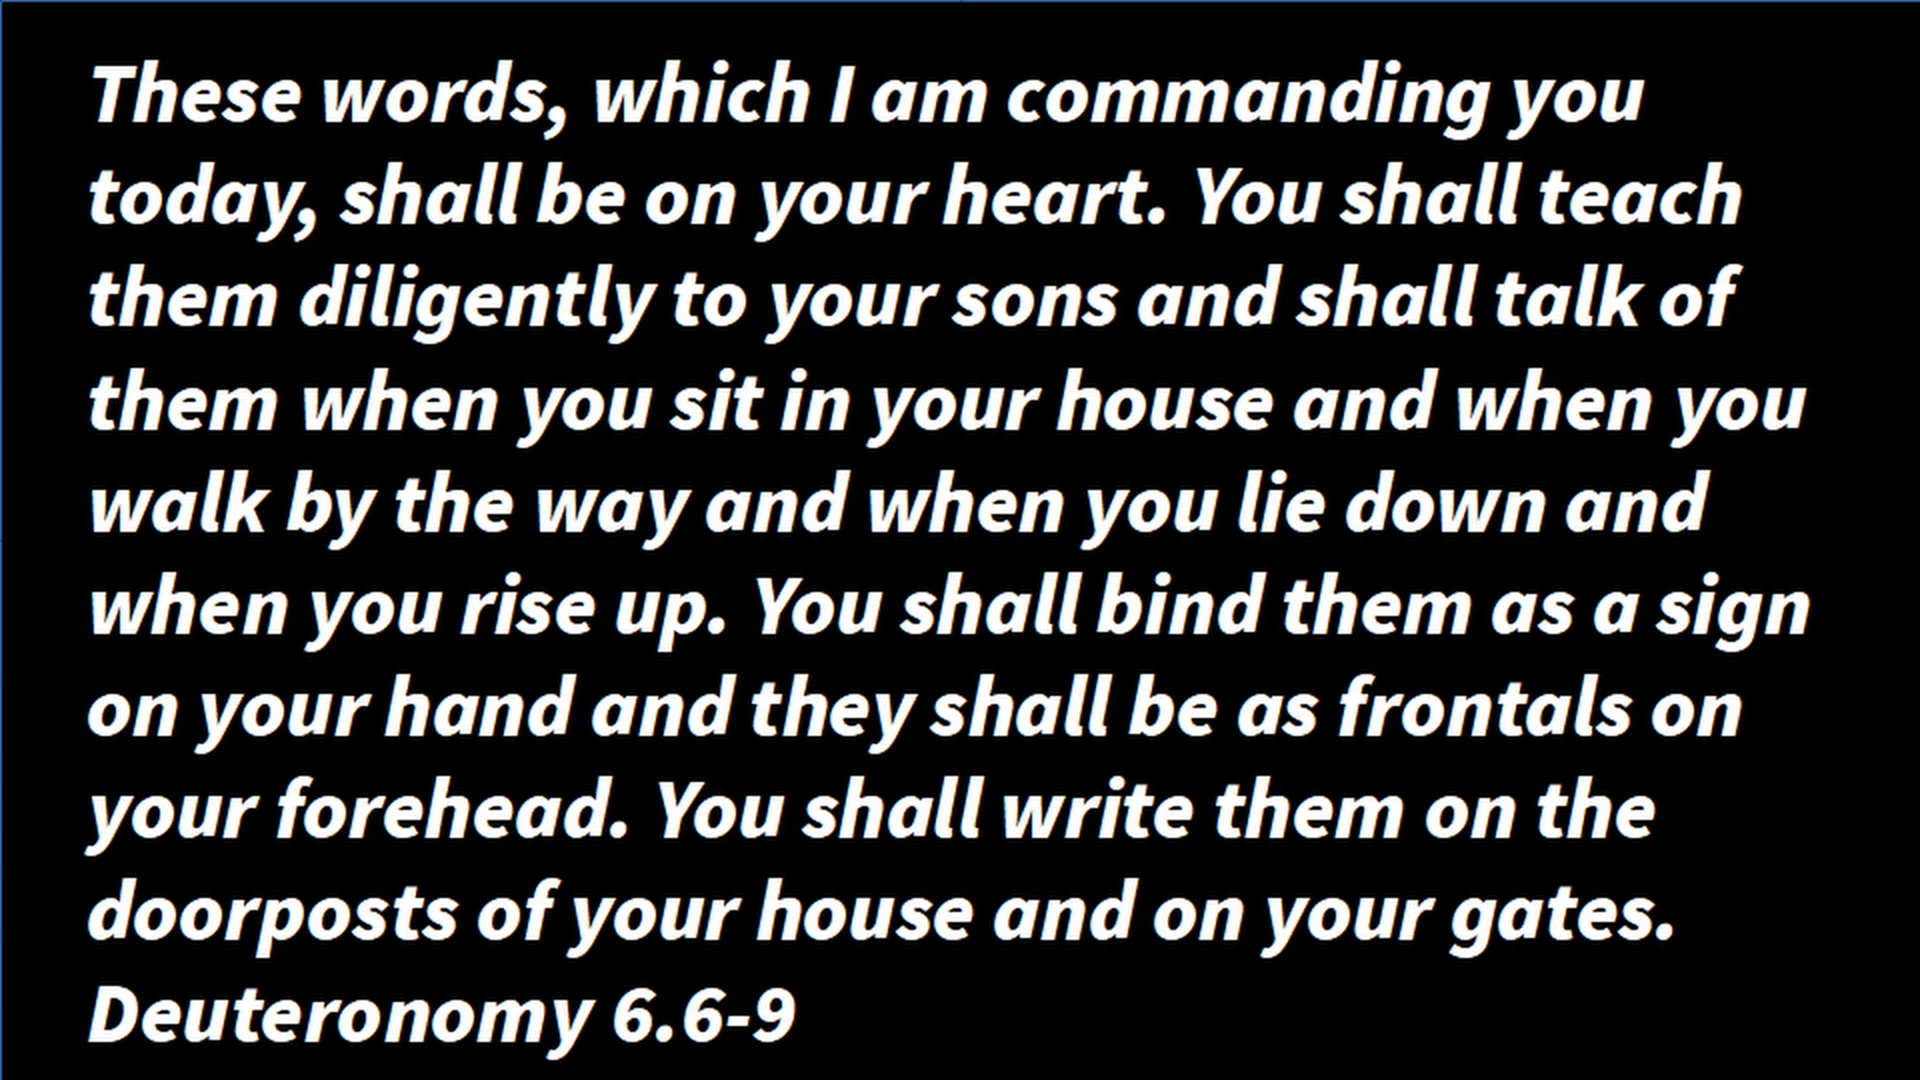 These words, which I am commanding you
today, shall be on your heart. You shall teach
them diligently to your sons and shall talk of
them when you sit in your house and when you
walk by the way and when you lie down and
when you rise up. You shall bind them as a sign
on your hand and they shall be as frontals on
your forehead. You shall write them on the
doorposts of your house and on your gates.
Deuteronomy 6.6-9